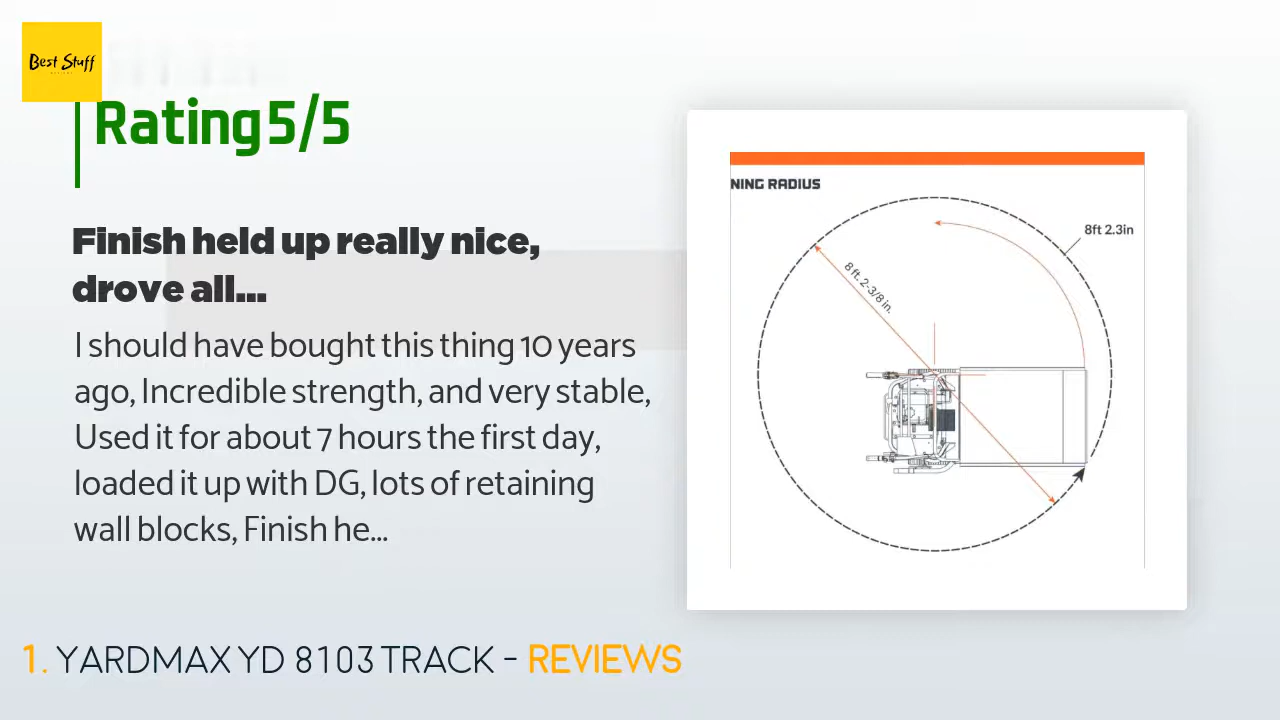 Best Stuff
Rating 5/5
Finish held up really nice,
drove all...
I should have bought this thing 10 years
ago, Incredible strength, and very stable,
Used it for about 7 hours the first day,
loaded it up with DG, lots of retaining
wall blocks, Finish he...
NING RADIUS
8ft 2.3in
8 ft. 2-3/8 in.
1. YARDMAX YD 8103 TRACK - REVIEWS